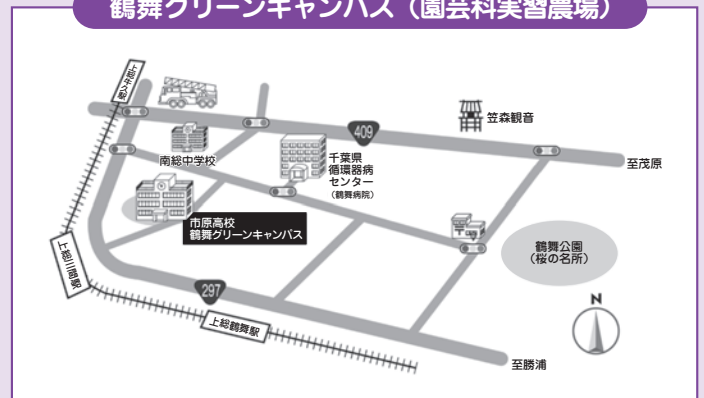 鶴舞グリーンキャンパス（園芸科実習農場）
上総牛久駅
409
笠森観音
南総中学校
千葉県
循環器病
センター
（鶴舞病院）
至茂原
市原高校
鶴舞グリーンキャンパス
上総川間駅
鶴舞公園
（桜の名所）
297
上総鶴舞駅
N
至勝浦